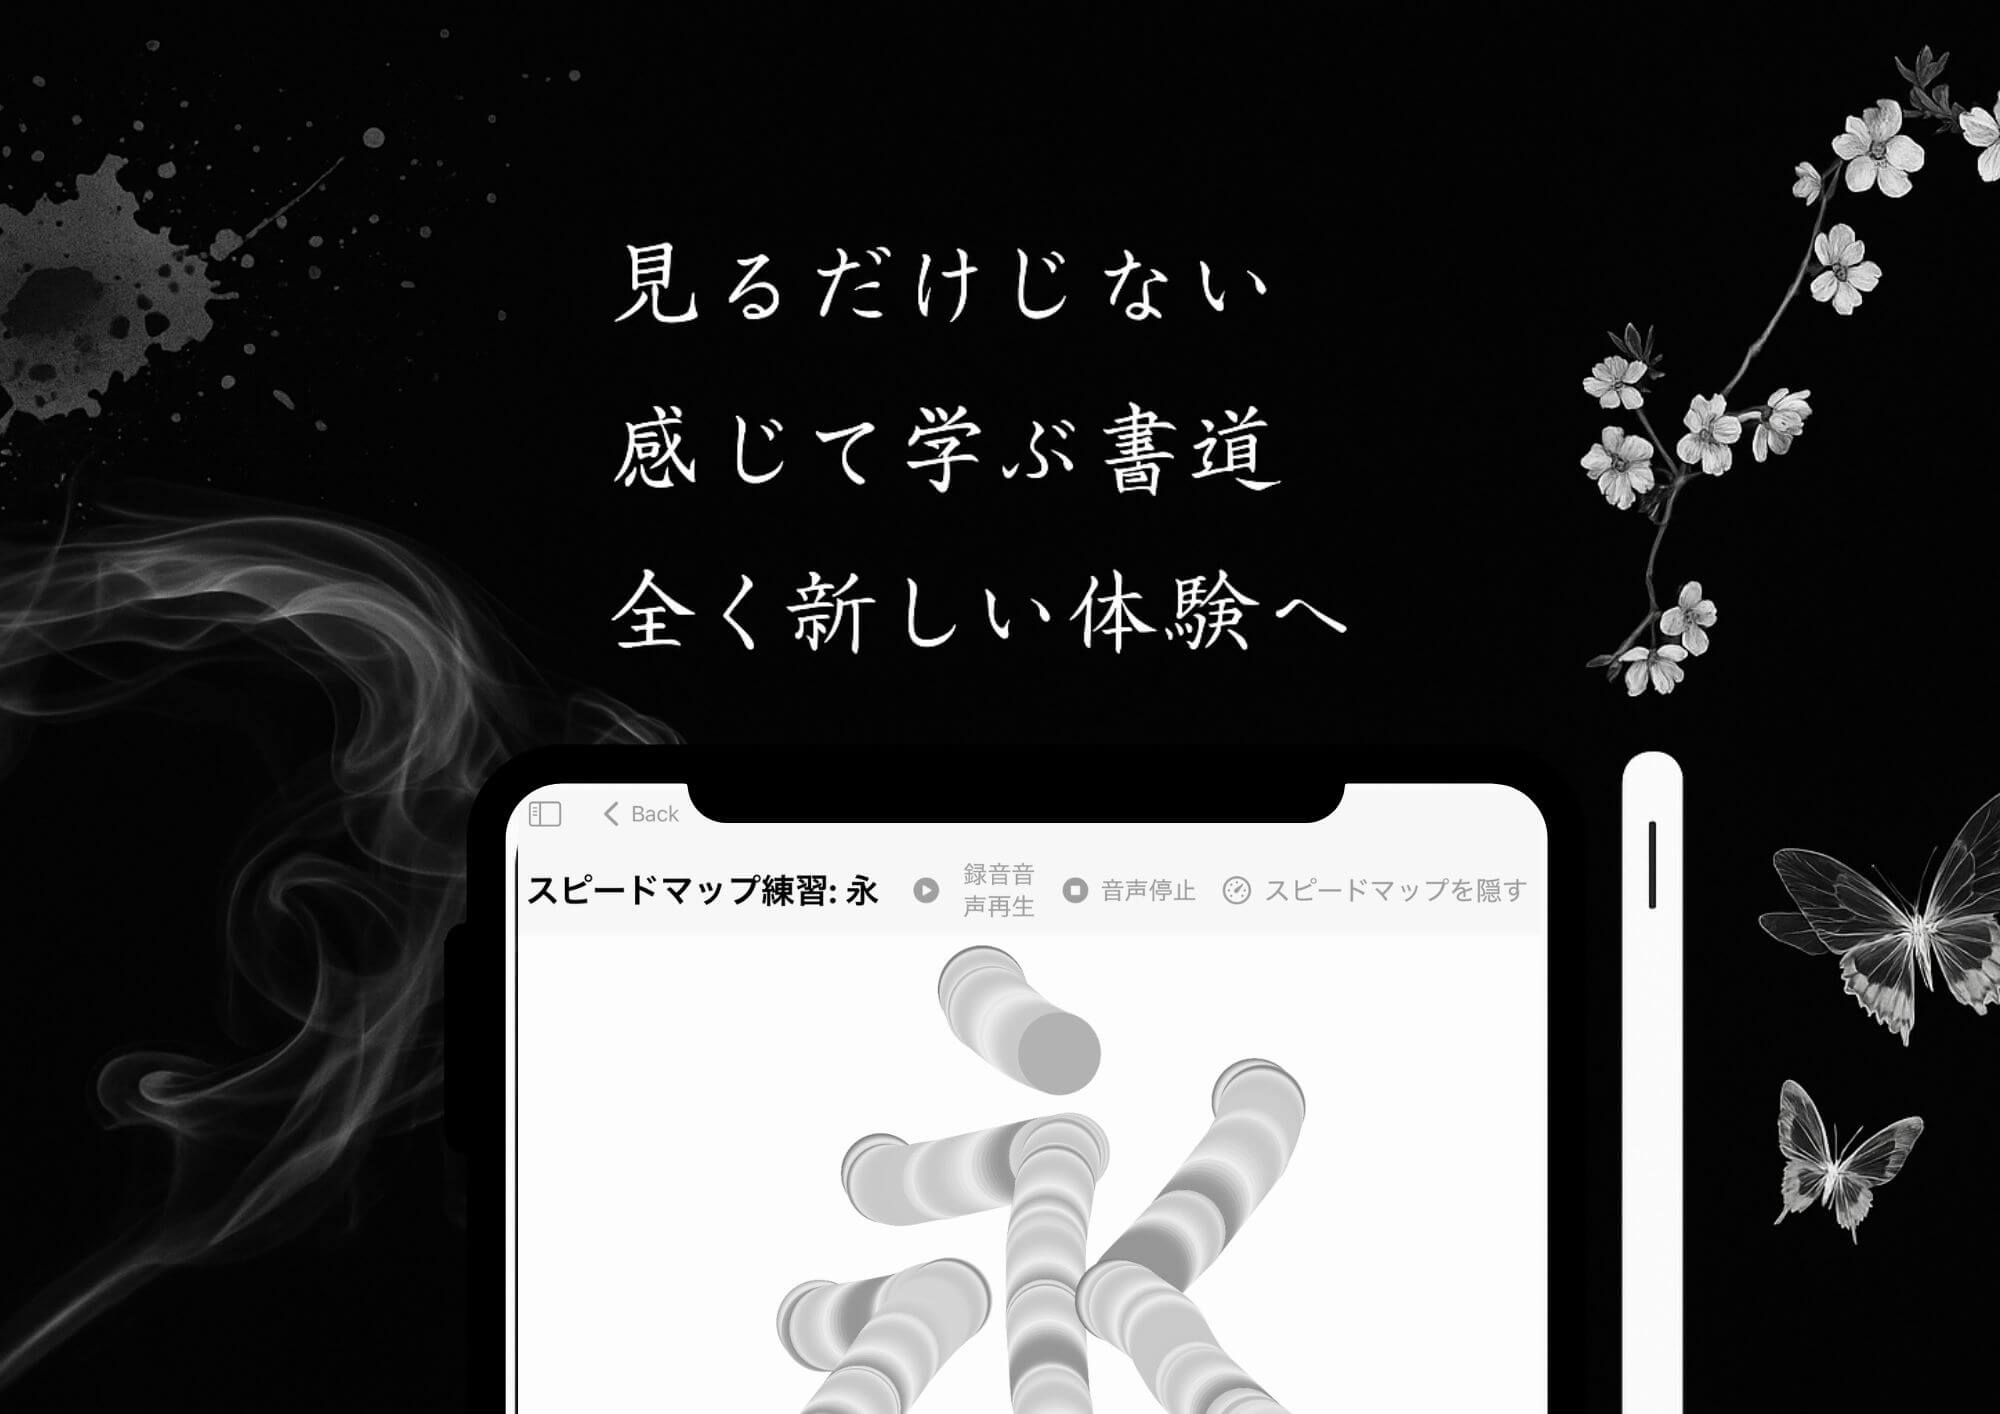 見るだけじない
感じて学ぶ書道
全く新しい体験へ
Back
スピードマップ練習: 永
録音音
声再生
音声停止
スピードマップを隠す
永